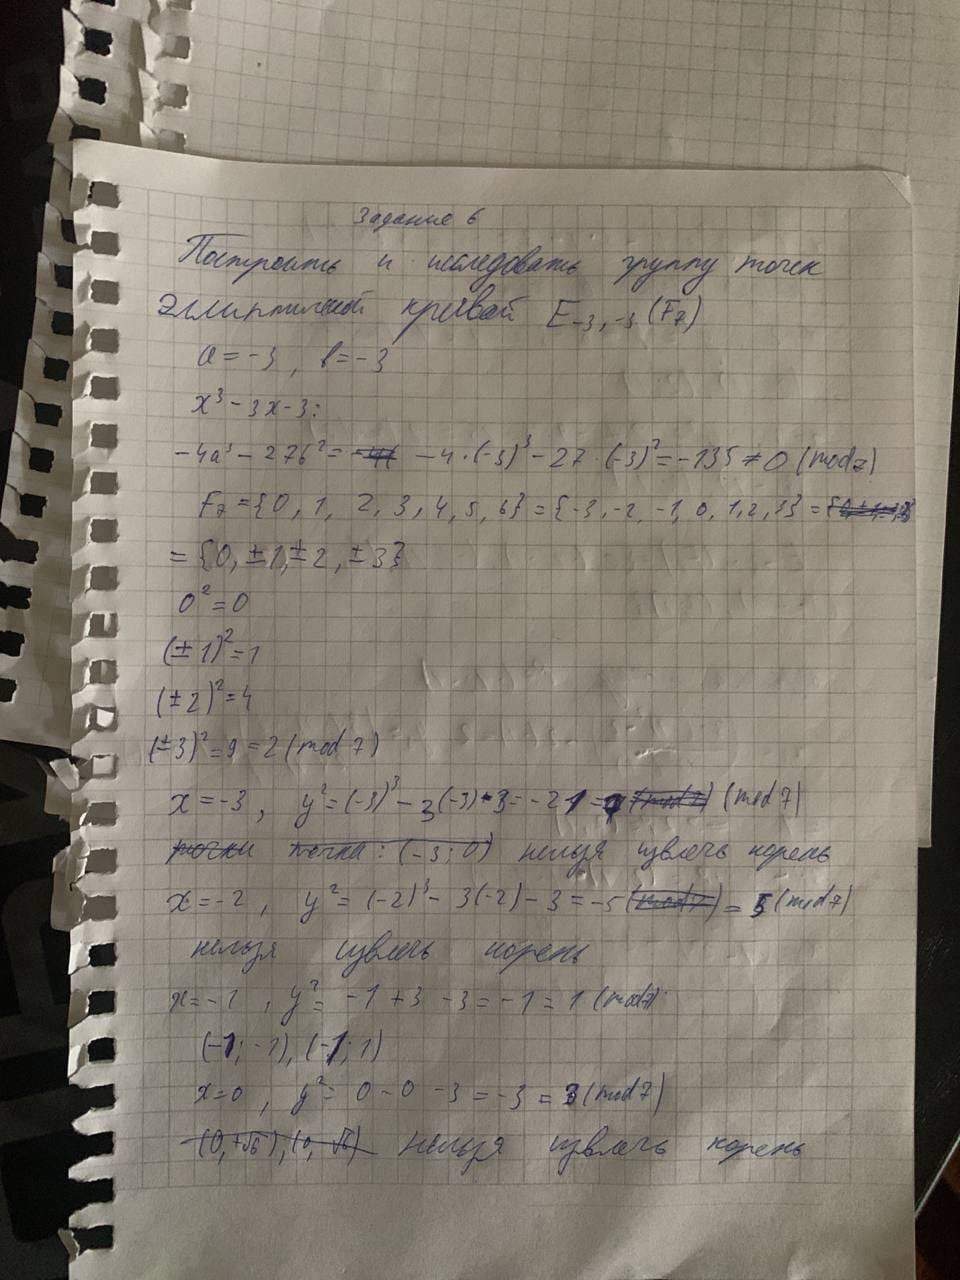 Задание 6
Построить и исследовать группу точек
эллиптической кривой E₋₃,₋₃ (F₇)
a = -3, b = -3
x³ - 3x - 3:
-4a³ - 27b² = -4·(-3)³ - 27·(-3)² = -135 ≠ 0 (mod 7)
F₇ = {0, 1, 2, 3, 4, 5, 6} = {-3, -2, -1, 0, 1, 2, 3} =
= {0, ±1, ±2, ±3}
0² = 0
(±1)² = 1
(±2)² = 4
(±3)² = 9 = 2 (mod 7)
x = -3, y² = (-3)³ - 3(-3) - 3 = -21 = (mod 7)
точки точка: (-3; 0) нельзя извлечь корень
x = -2, y² = (-2)³ - 3(-2) - 3 = -5 (mod 7) = 5 (mod 7)
нельзя извлечь корень
x = -1, y² = -1 + 3 - 3 = -1 = 1 (mod 7)
(-1; -1), (-1; 1)
x = 0, y² = 0 - 0 - 3 = -3 = 3 (mod 7)
(0, +√6), (0, √6) нельзя извлечь корень